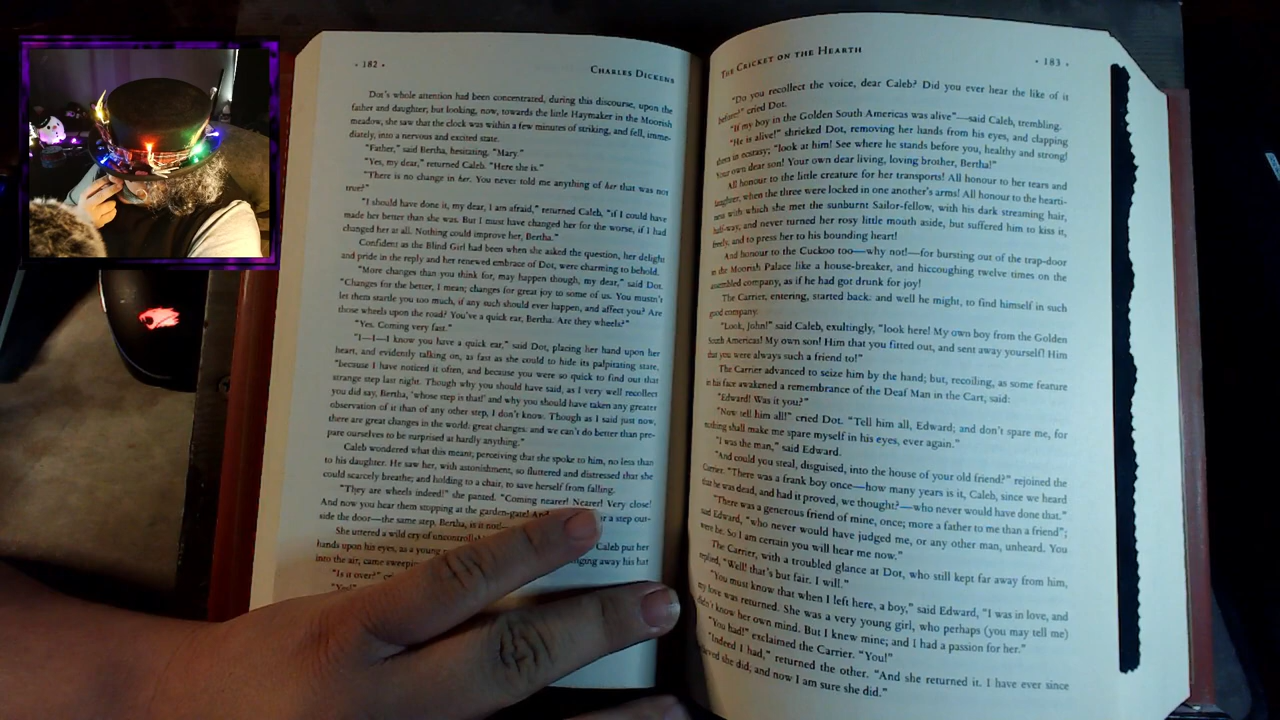 • 182 •
CHARLES DICKENS
Dot's whole attention had been concentrated, during this discourse, upon the
father and daughter; but looking, now, towards the little Haymaker in the Moorish
meadow, she saw that the clock was within a few minutes of striking, and fell, imme-
diately, into a nervous and excited state.
"Father," said Bertha, hesitating. "Mary."
"Yes, my dear," returned Caleb. "Here she is."
"There is no change in her. You never told me anything of her that was not
true?"
"I should have done it, my dear, I am afraid," returned Caleb, "if I could have
made her better than she was. But I must have changed her for the worse, if I had
changed her at all. Nothing could improve her, Bertha."
Confident as the Blind Girl had been when she asked the question, her delight
and pride in the reply and her renewed embrace of Dot, were charming to behold.
"More changes than you think for, may happen though, my dear," said Dot.
"Changes for the better, I mean; changes for great joy to some of us. You mustn't
let them startle you too much, if any such should ever happen, and affect you? Are
those wheels upon the road? You've a quick ear, Bertha. Are they wheels?"
"Yes. Coming very fast."
"I—I—I know you have a quick ear," said Dot, placing her hand upon her
heart, and evidently talking on, as fast as she could to hide its palpitating state,
"because I have noticed it often, and because you were so quick to find out that
strange step last night. Though why you should have said, as I very well recollect
you did say, Bertha, 'whose step is that!' and why you should have taken any greater
observation of it than of any other step, I don't know. Though as I said just now,
there are great changes in the world: great changes: and we can't do better than pre-
pare ourselves to be surprised at hardly anything."
Caleb wondered what this meant; perceiving that she spoke to him, no less than
to his daughter. He saw her, with astonishment, so fluttered and distressed that she
could scarcely breathe; and holding to a chair, to save herself from falling.
"They are wheels indeed!" she panted. "Coming nearer! Nearer! Very close!
And now you hear them stopping at the garden-gate! And a step out-
side the door—the same step, Bertha, is it not!—
She uttered a wild cry of Caleb put her
hands upon his eyes, as a young away his hat
into the air, came
"Is it over?"
THE CRICKET ON THE HEARTH
• 183 •
"Do you recollect the voice, dear Caleb? Did you ever hear the like of it
before?" cried Dot.
"If my boy in the Golden South Americas was alive"—said Caleb, trembling.
"He is alive!" shrieked Dot, removing her hands from his eyes, and clapping
them in ecstasy; "look at him! See where he stands before you, healthy and strong!
Your own dear son! Your own dear living, loving brother, Bertha!"
All honour to the little creature for her transports! All honour to her tears and
laughter, when the three were locked in one another's arms! All honour to the hearti-
ness with which she met the sunburnt Sailor-fellow, with his dark streaming hair,
half-way, and never turned her rosy little mouth aside, but suffered him to kiss it,
freely, and to press her to his bounding heart!
And honour to the Cuckoo too—why not!—for bursting out of the trap-door
in the Moorish Palace like a house-breaker, and hiccoughing twelve times on the
assembled company, as if he had got drunk for joy!
The Carrier, entering, started back: and well he might, to find himself in such
good company.
"Look, John!" said Caleb, exultingly, "look here! My own boy from the Golden
South Americas! My own son! Him that you fitted out, and sent away yourself! Him
that you were always such a friend to!"
The Carrier advanced to seize him by the hand; but, recoiling, as some feature
in his face awakened a remembrance of the Deaf Man in the Cart, said:
"Edward! Was it you?"
"Now tell him all!" cried Dot. "Tell him all, Edward; and don't spare me, for
nothing shall make me spare myself in his eyes, ever again."
"I was the man," said Edward.
"And could you steal, disguised, into the house of your old friend?" rejoined the
Carrier. "There was a frank boy once—how many years is it, Caleb, since we heard
that he was dead, and had it proved, we thought?—who never would have done that."
"There was a generous friend of mine, once; more a father to me than a friend";
said Edward, "who never would have judged me, or any other man, unheard. You
were he. So I am certain you will hear me now."
The Carrier, with a troubled glance at Dot, who still kept far away from him,
replied, "Well! that's but fair. I will."
"You must know that when I left here, a boy," said Edward, "I was in love, and
my love was returned. She was a very young girl, who perhaps (you may tell me)
didn't know her own mind. But I knew mine; and I had a passion for her."
"You had!" exclaimed the Carrier. "You!"
"Indeed I had," returned the other. "And she returned it. I have ever since
believed she did; and now I am sure she did."